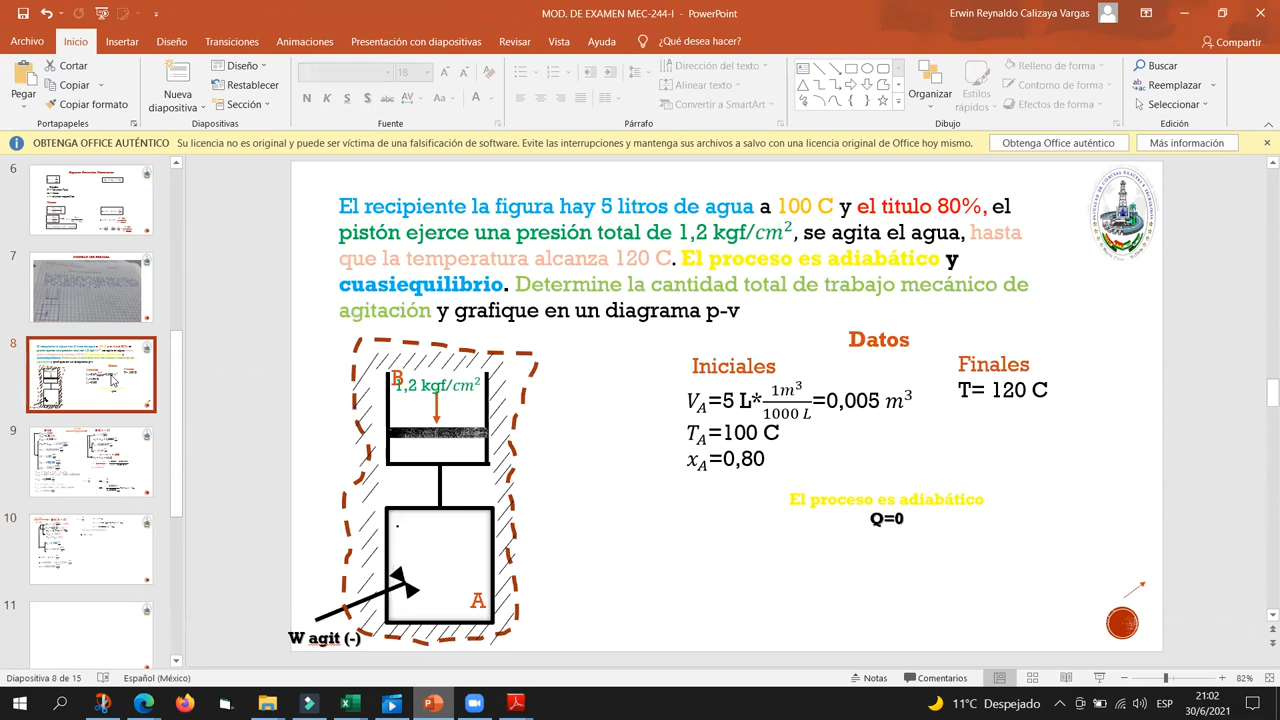 MOD. DE EXAMEN MEC-244-I - PowerPoint
Erwin Reynaldo Calizaya Vargas
Archivo Inicio Insertar Diseño Transiciones Animaciones Presentación con diapositivas Revisar Vista Ayuda ¿Qué desea hacer? Compartir
Pegar
Cortar
Copiar
Copiar formato
Portapapeles
Nueva diapositiva
Diseño
Restablecer
Sección
Diapositivas
18
N K S S abc AV Aa A
Fuente
Dirección del texto
Alinear texto
Convertir a SmartArt
Párrafo
Organizar
Estilos rápidos
Relleno de forma
Contorno de forma
Efectos de forma
Dibujo
Buscar
Reemplazar
Seleccionar
Edición
OBTENGA OFFICE AUTÉNTICO Su licencia no es original y puede ser víctima de una falsificación de software. Evite las interrupciones y mantenga sus archivos a salvo con una licencia original de Office hoy mismo. Obtenga Office auténtico Más información
6
7
8
9
10
11
El recipiente la figura hay 5 litros de agua a 100 C y el titulo 80%, el
pistón ejerce una presión total de 1,2 kgf/cm², se agita el agua, hasta
que la temperatura alcanza 120 C. El proceso es adiabático y
cuasiequilibrio. Determine la cantidad total de trabajo mecánico de
agitación y grafique en un diagrama p-v
B
1,2 kgf/cm²
A
W agit (-)
Datos
Iniciales
V_A=5 L*1m³/1000 L=0,005 m³
T_A=100 C
x_A=0,80
Finales
T= 120 C
El proceso es adiabático
Q=0
Diapositiva 8 de 15 Español (México) Notas Comentarios 82%
11°C Despejado ESP 21:02
30/6/2021